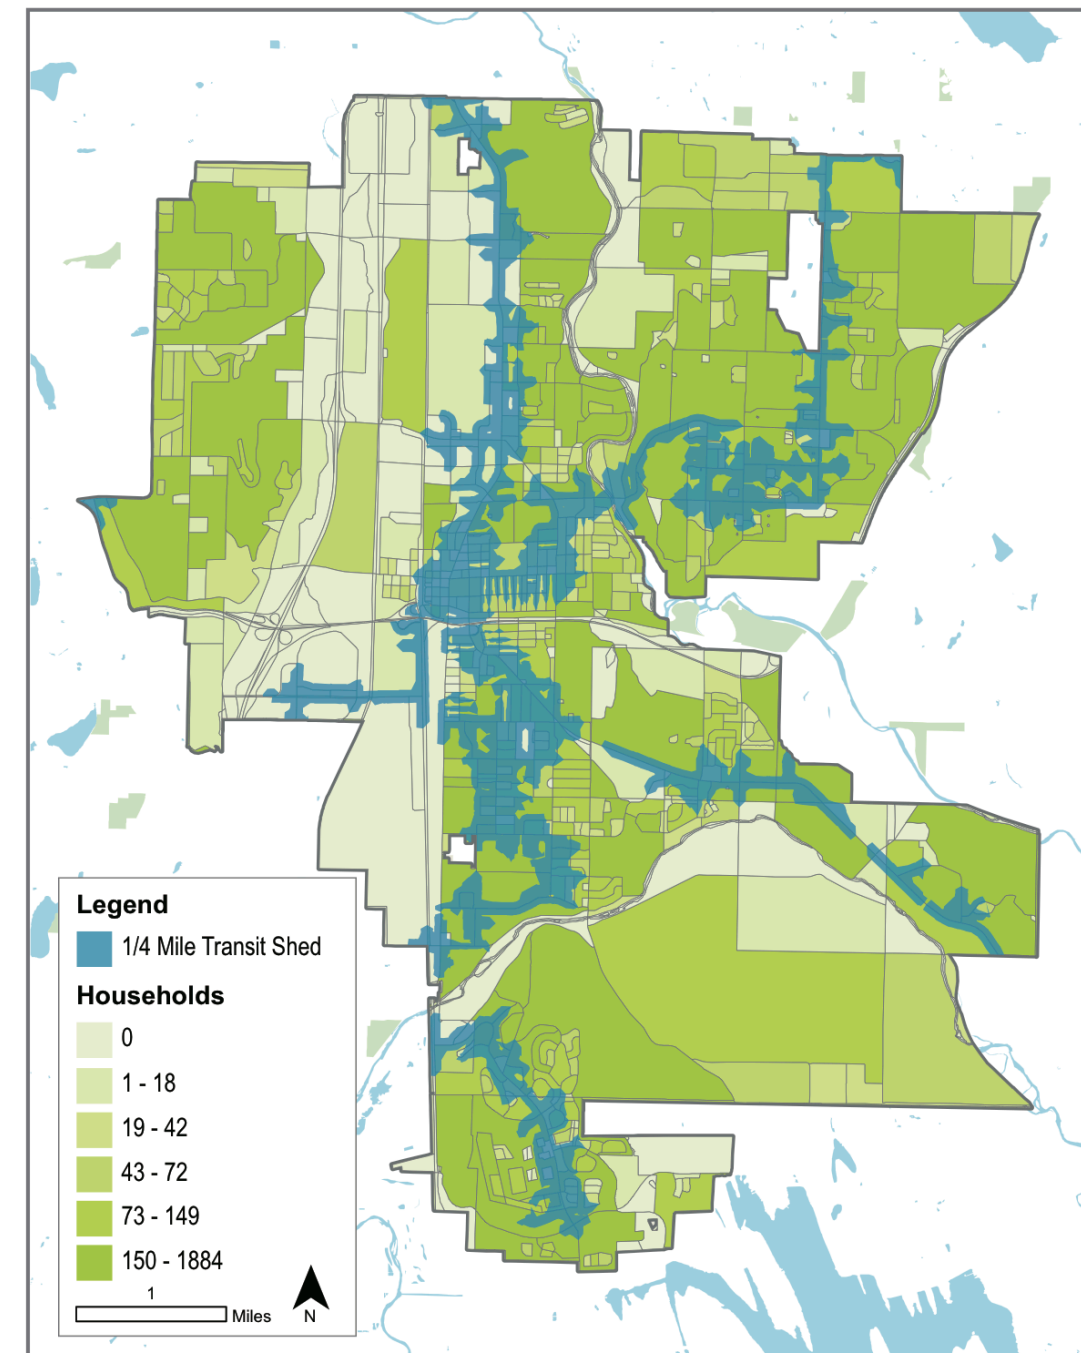 Legend
1/4 Mile Transit Shed
Households
0
1 - 18
19 - 42
43 - 72
73 - 149
150 - 1884
1
Miles
N